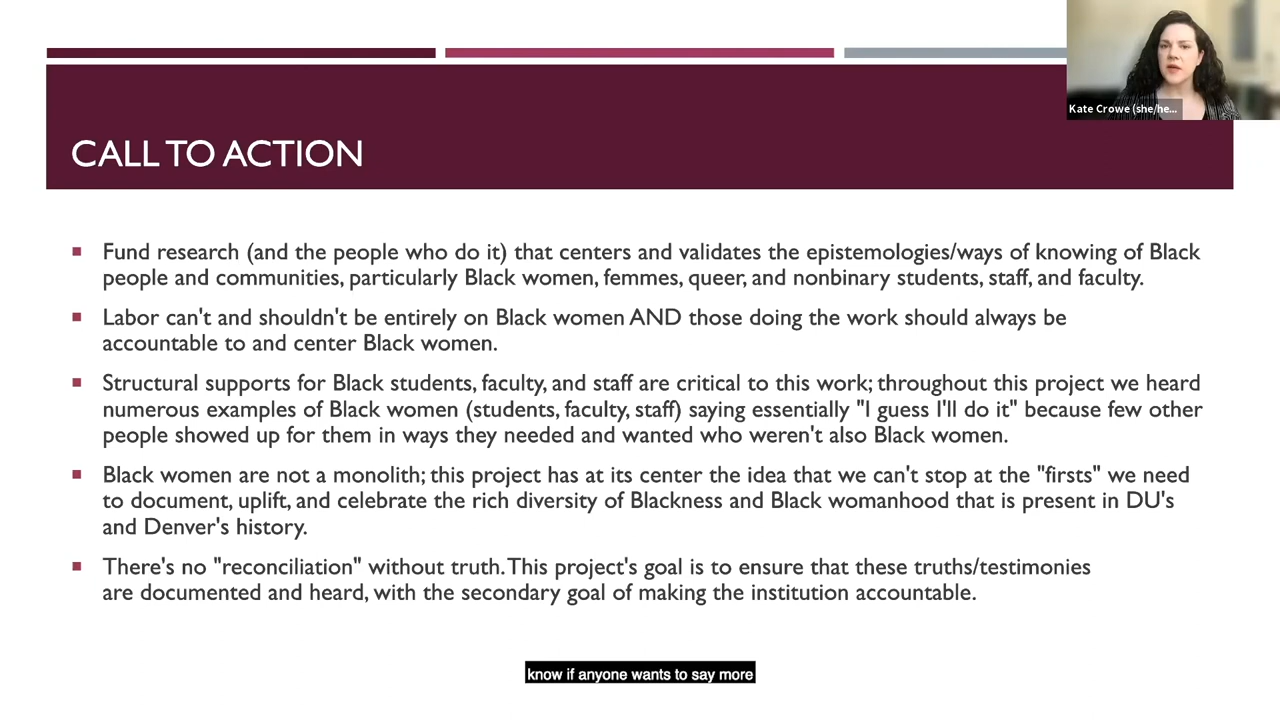 Kate Crowe (she/he...
CALL TO ACTION
Fund research (and the people who do it) that centers and validates the epistemologies/ways of knowing of Black
people and communities, particularly Black women, femmes, queer, and nonbinary students, staff, and faculty.
Labor can't and shouldn't be entirely on Black women AND those doing the work should always be
accountable to and center Black women.
Structural supports for Black students, faculty, and staff are critical to this work; throughout this project we heard
numerous examples of Black women (students, faculty, staff) saying essentially "I guess I'll do it" because few other
people showed up for them in ways they needed and wanted who weren't also Black women.
Black women are not a monolith; this project has at its center the idea that we can't stop at the "firsts" we need
to document, uplift, and celebrate the rich diversity of Blackness and Black womanhood that is present in DU's
and Denver's history.
There's no "reconciliation" without truth. This project's goal is to ensure that these truths/testimonies
are documented and heard, with the secondary goal of making the institution accountable.
know if anyone wants to say more